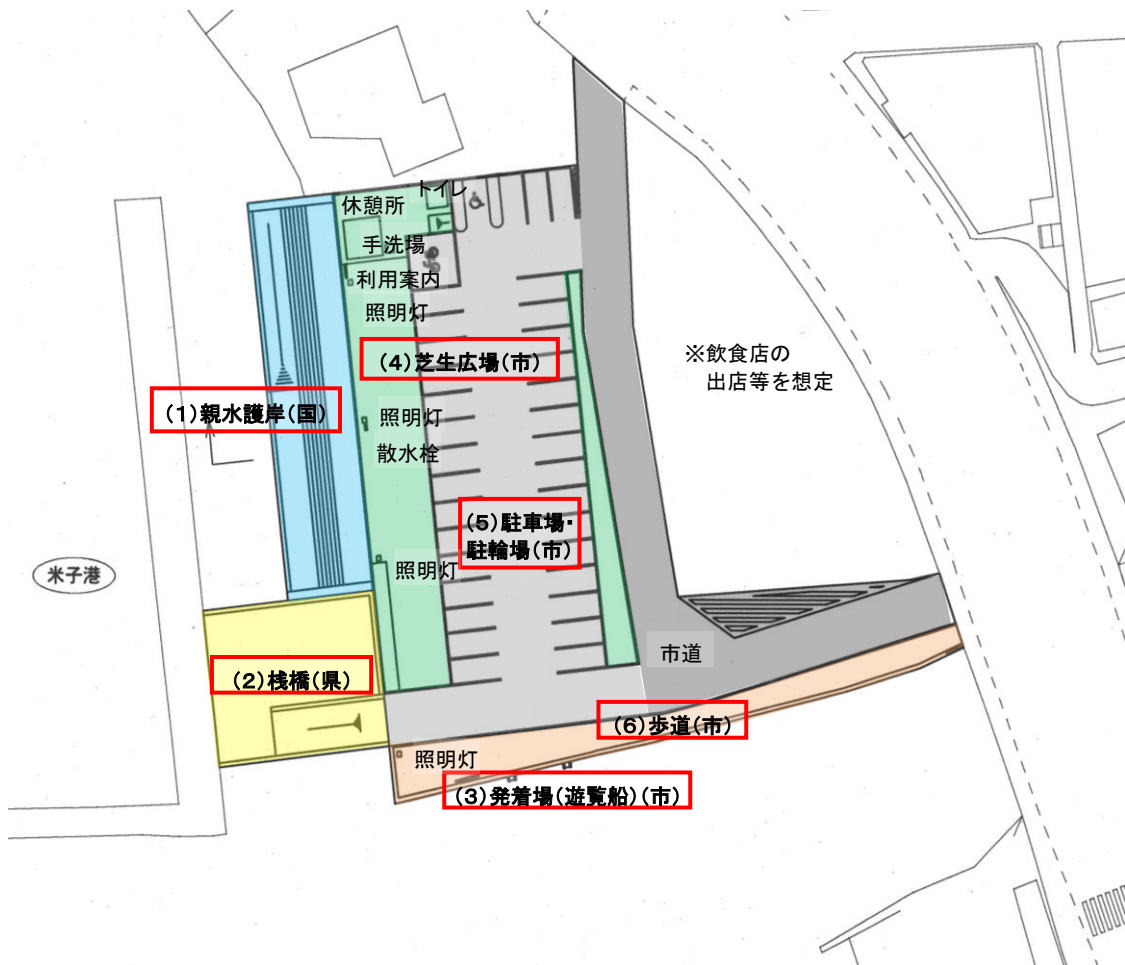 トイレ
休憩所
手洗場
利用案内
照明灯
(4)芝生広場(市)
※飲食店の
出店等を想定
(1)親水護岸(国)
照明灯
散水栓
(5)駐車場・
駐輪場(市)
照明灯
米子港
市道
(2)桟橋(県)
(6)歩道(市)
照明灯
(3)発着場(遊覧船)(市)